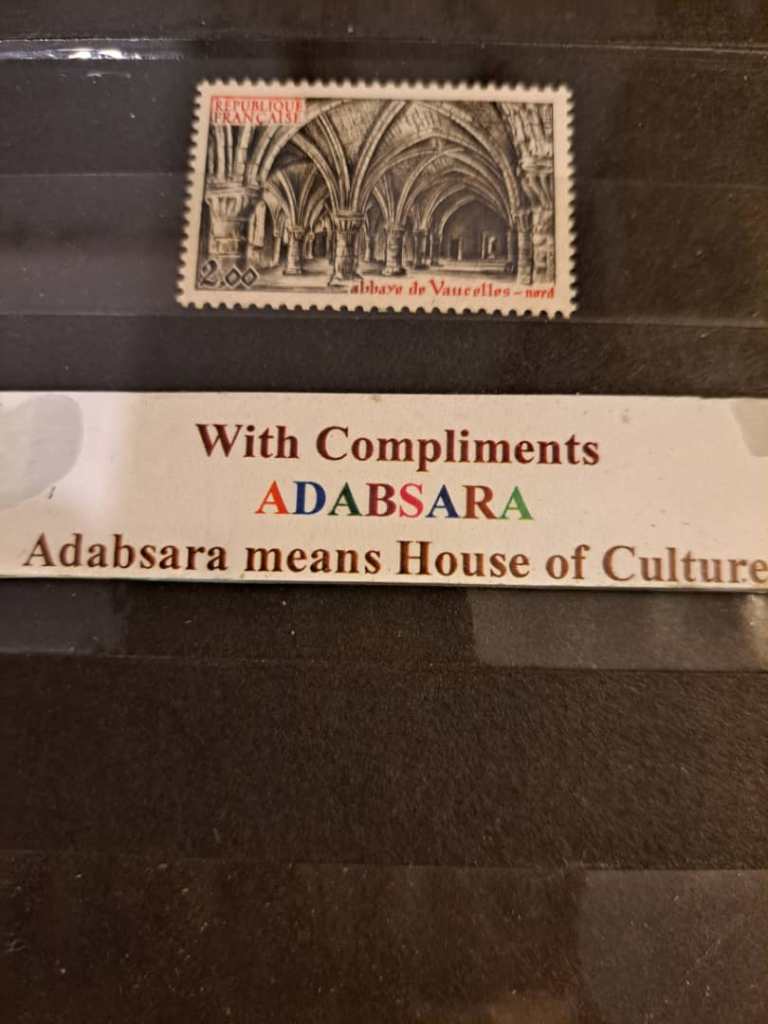 REPUBLIQUE
FRANÇAISE
2.00
abbaye de Vaucelles - nord
With Compliments
ADABSARA
Adabsara means House of Culture